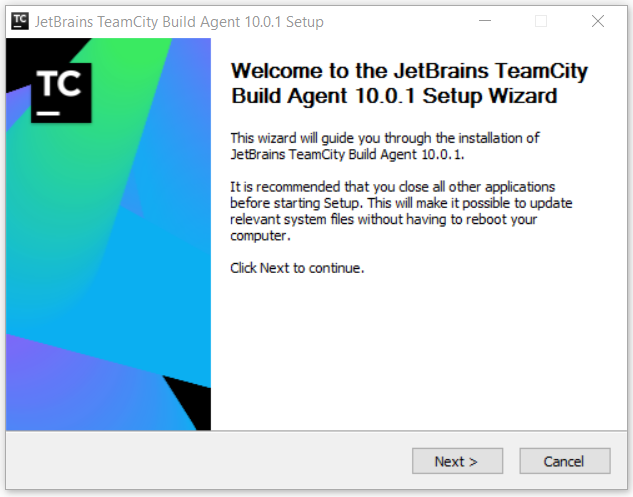 TC JetBrains TeamCity Build Agent 10.0.1 Setup
TC
Welcome to the JetBrains TeamCity
Build Agent 10.0.1 Setup Wizard
This wizard will guide you through the installation of
JetBrains TeamCity Build Agent 10.0.1.
It is recommended that you close all other applications
before starting Setup. This will make it possible to update
relevant system files without having to reboot your
computer.
Click Next to continue.
Next > Cancel